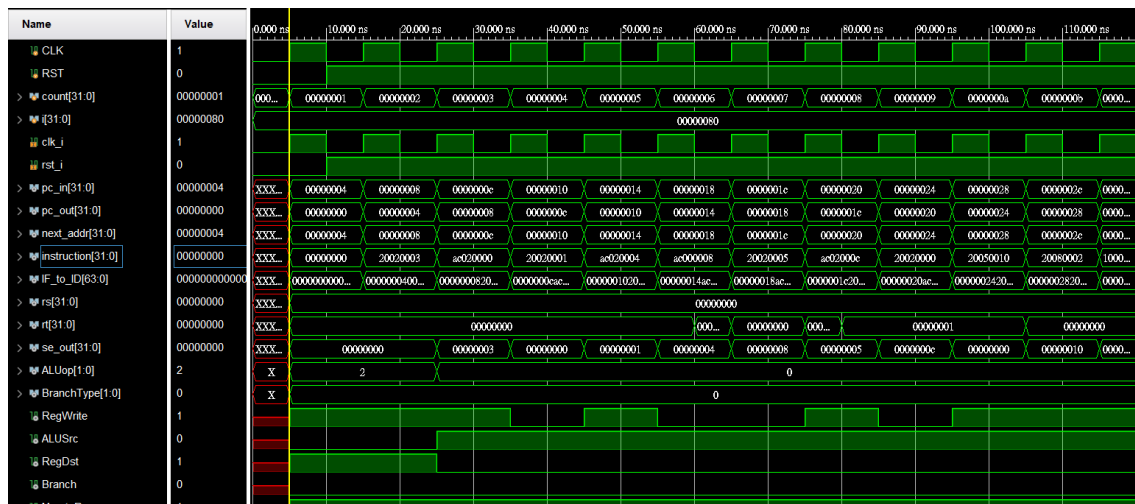 Name Value 0.000 ns 10.000 ns 20.000 ns 30.000 ns 40.000 ns 50.000 ns 60.000 ns 70.000 ns 80.000 ns 90.000 ns 100.000 ns 110.000 ns
CLK 1
RST 0
count[31:0] 00000001 000... 00000001 00000002 00000003 00000004 00000005 00000006 00000007 00000008 00000009 0000000a 0000000b 0000...
i[31:0] 00000080 00000080
clk_i 1
rst_i 0
pc_in[31:0] 00000004 XXX... 00000004 00000008 0000000c 00000010 00000014 00000018 0000001c 00000020 00000024 00000028 0000002c 0000...
pc_out[31:0] 00000000 XXX... 00000000 00000004 00000008 0000000c 00000010 00000014 00000018 0000001c 00000020 00000024 00000028 0000...
next_addr[31:0] 00000004 XXX... 00000004 00000008 0000000c 00000010 00000014 00000018 0000001c 00000020 00000024 00000028 0000002c 0000...
instruction[31:0] 00000000 XXX... 00000000 20020003 ac020000 20020001 ac020004 ac000008 20020005 ac02000c 20020000 20050010 20080002 1000...
IF_to_ID[63:0] 000000000000 XXX... 0000000000... 000000400... 0000000820... 0000000cac... 0000001020... 00000014ac... 00000018ac... 0000001c20... 00000020ac... 0000002420... 0000002820... 0000...
rs[31:0] 00000000 XXX... 00000000
rt[31:0] 00000000 XXX... 00000000 000... 00000000 000... 00000001 00000000
se_out[31:0] 00000000 XXX... 00000000 00000003 00000000 00000001 00000004 00000008 00000005 0000000c 00000000 00000010 0000...
ALUop[1:0] 2 X 2 0
BranchType[1:0] 0 X 0
RegWrite 1
ALUSrc 0
RegDst 1
Branch 0